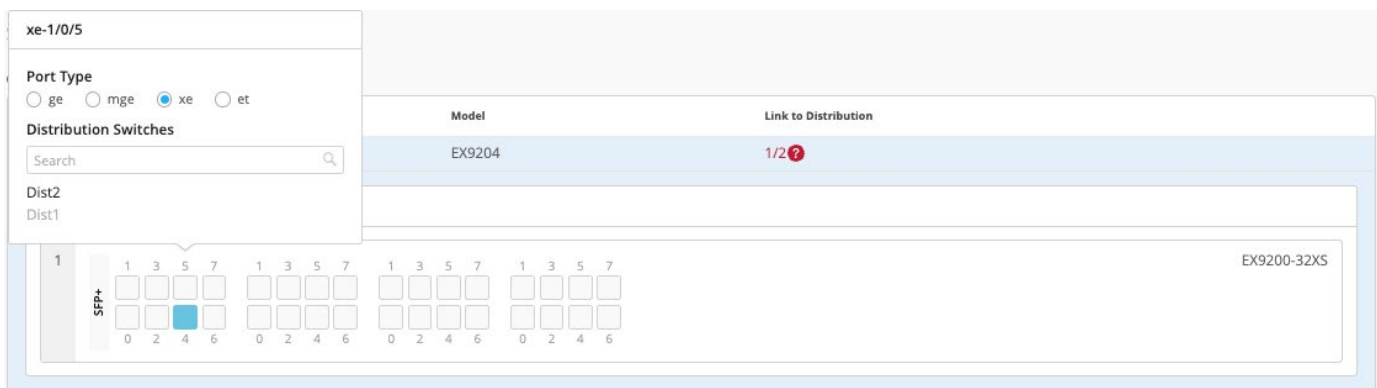 xe-1/0/5
Port Type
ge mge xe et
Distribution Switches
Search
Dist2
Dist1
Model Link to Distribution
EX9204 1/2?
1 EX9200-32XS
SFP+
1 3 5 7 1 3 5 7 1 3 5 7 1 3 5 7
0 2 4 6 0 2 4 6 0 2 4 6 0 2 4 6